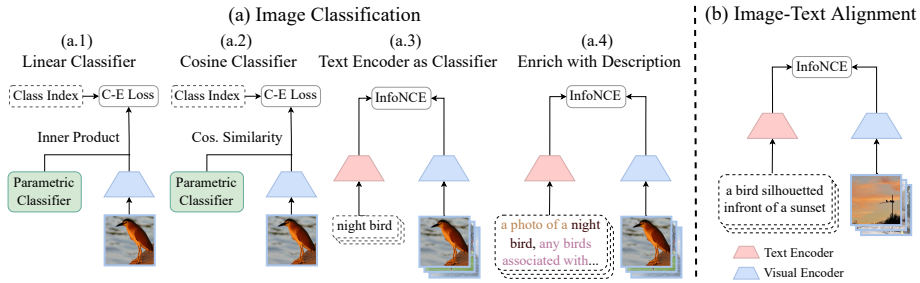 (a) Image Classification
(a.1)
Linear Classifier
Class Index
C-E Loss
Inner Product
Parametric
Classifier
(a.2)
Cosine Classifier
Class Index
C-E Loss
Cos. Similarity
Parametric
Classifier
(a.3)
Text Encoder as Classifier
InfoNCE
night bird
(a.4)
Enrich with Description
InfoNCE
a photo of a night
bird, any birds
associated with...
(b) Image-Text Alignment
InfoNCE
a bird silhouetted
infront of a sunset
Text Encoder
Visual Encoder